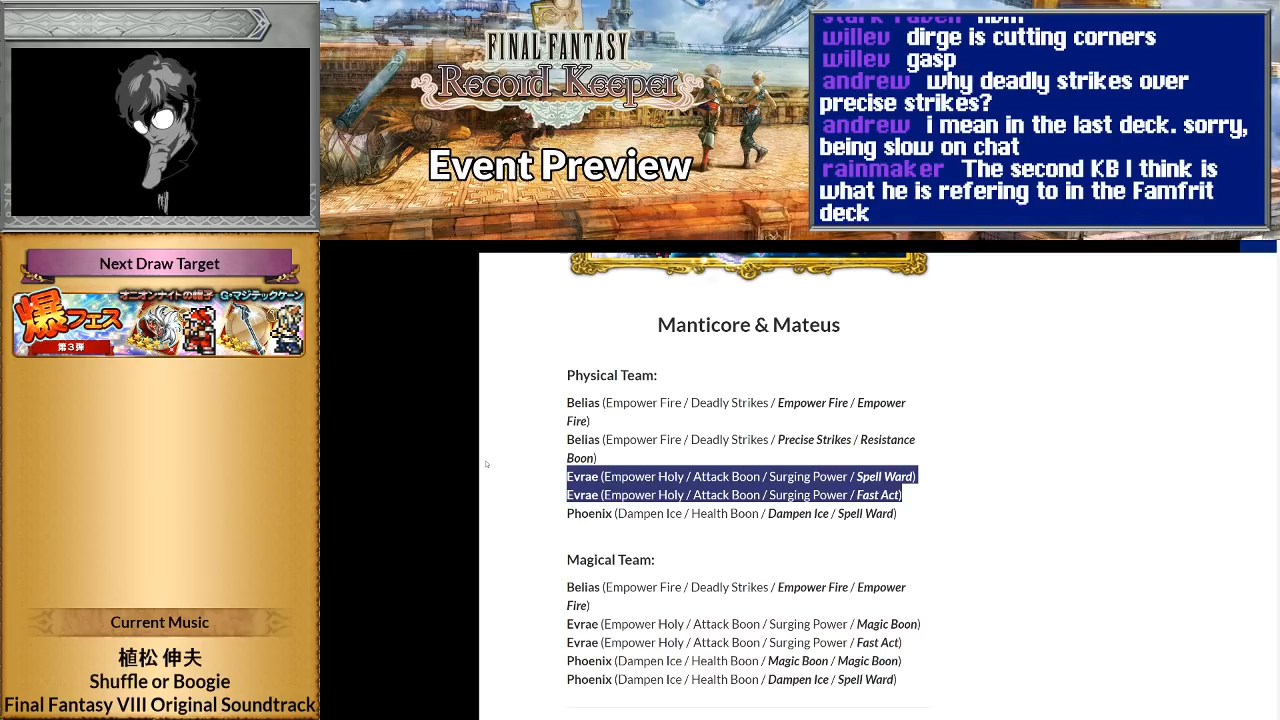 FINAL FANTASY
Record Keeper
Event Preview
willev dirge is cutting corners
willev gasp
andrew why deadly strikes over
precise strikes?
andrew i mean in the last deck. sorry,
being slow on chat
rainmaker The second KB I think is
what he is refering to in the Famfrit
deck
Next Draw Target
オニオンナイトの帽子
G・マジテックケーン
爆フェス
第3弾
Current Music
植松 伸夫
Shuffle or Boogie
Final Fantasy VIII Original Soundtrack
Manticore & Mateus
Physical Team:
Belias (Empower Fire / Deadly Strikes / Empower Fire / Empower
Fire)
Belias (Empower Fire / Deadly Strikes / Precise Strikes / Resistance
Boon)
Evrae (Empower Holy / Attack Boon / Surging Power / Spell Ward)
Evrae (Empower Holy / Attack Boon / Surging Power / Fast Act)
Phoenix (Dampen Ice / Health Boon / Dampen Ice / Spell Ward)
Magical Team:
Belias (Empower Fire / Deadly Strikes / Empower Fire / Empower
Fire)
Evrae (Empower Holy / Attack Boon / Surging Power / Magic Boon)
Evrae (Empower Holy / Attack Boon / Surging Power / Fast Act)
Phoenix (Dampen Ice / Health Boon / Magic Boon / Magic Boon)
Phoenix (Dampen Ice / Health Boon / Dampen Ice / Spell Ward)